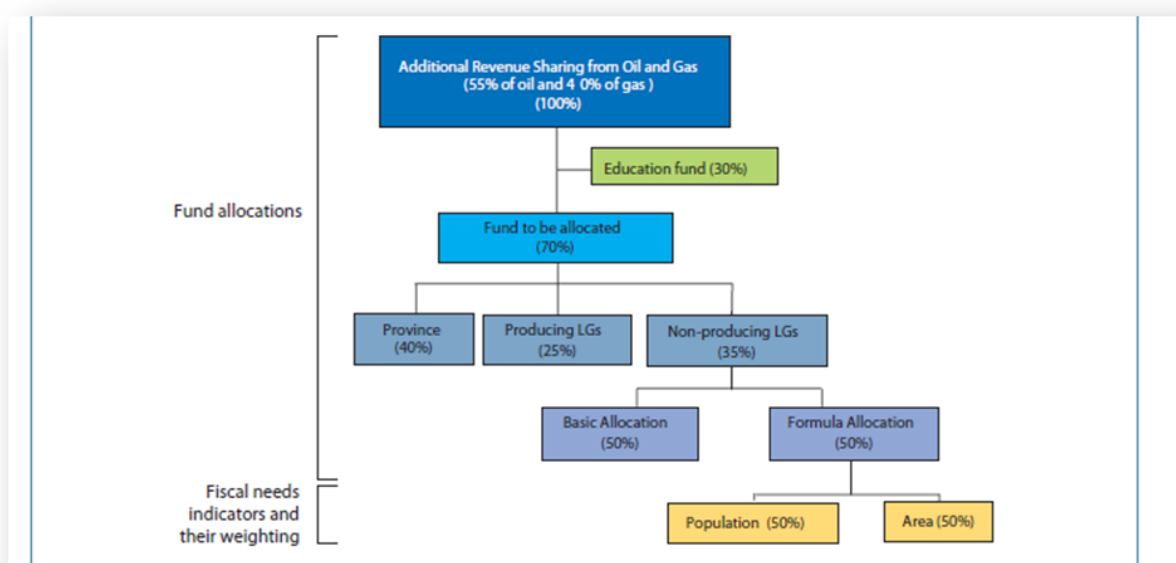 Additional Revenue Sharing from Oil and Gas
(55% of oil and 4 0% of gas )
(100%)
Education fund (30%)
Fund allocations
Fund to be allocated
(70%)
Province
(40%)
Producing LGs
(25%)
Non-producing LGs
(35%)
Basic Allocation
(50%)
Formula Allocation
(50%)
Fiscal needs
indicators and
their weighting
Population (50%)
Area (50%)